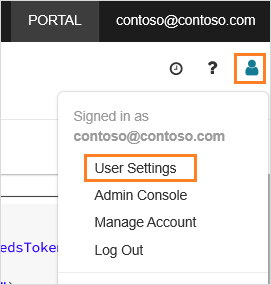 PORTAL contoso@contoso.com
?
Signed in as
contoso@contoso.com
User Settings
Admin Console
Manage Account
Log Out
edsToken